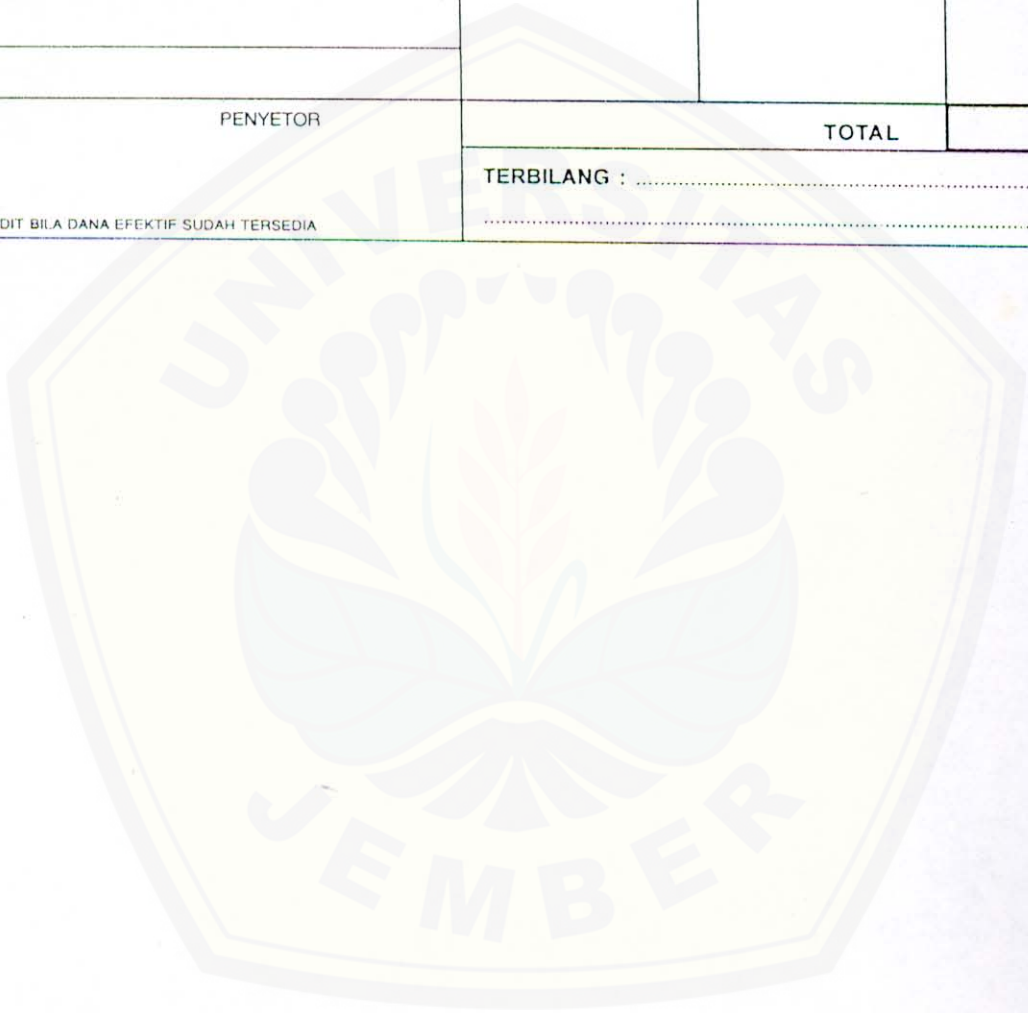 PENYETOR
TOTAL
TERBILANG : ....................................................
DIT BILA DANA EFEKTIF SUDAH TERSEDIA
UNIVERSITAS
JEMBER